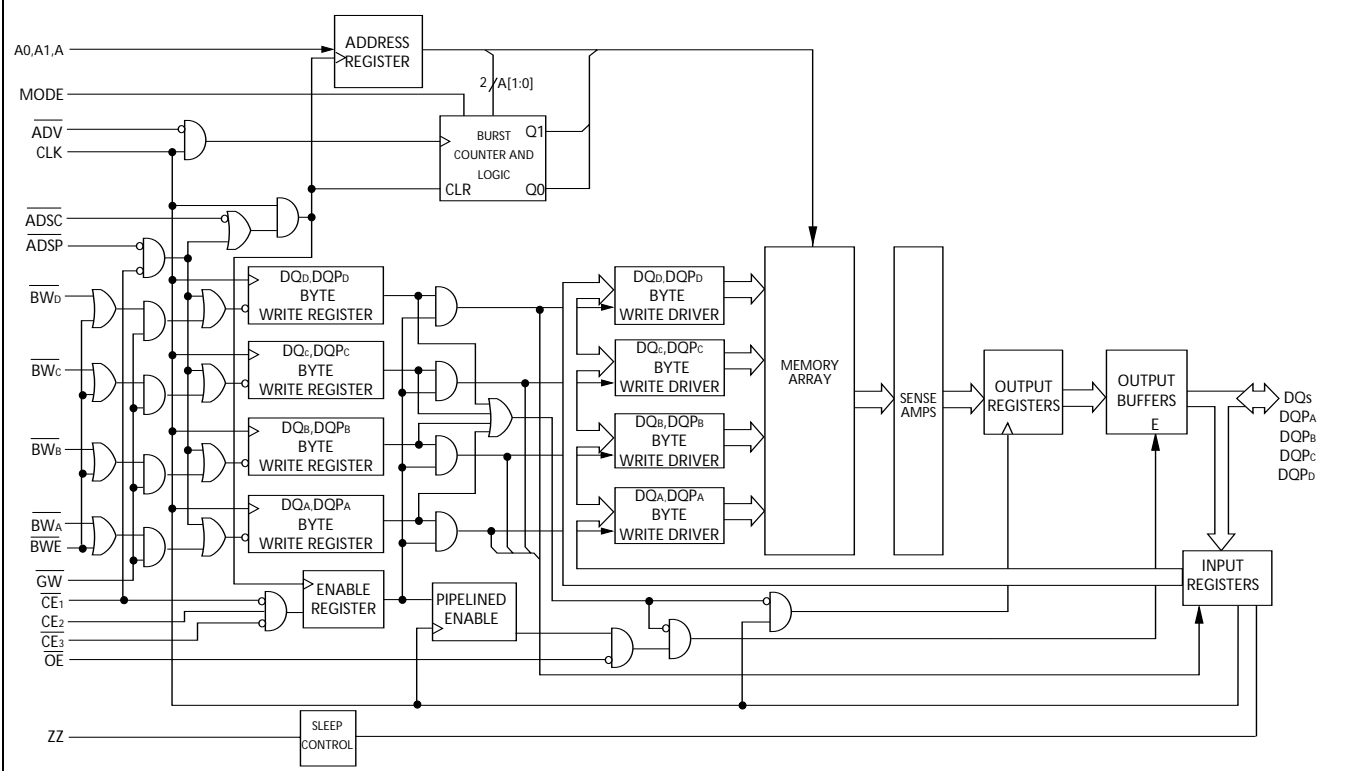 A0,A1,A
ADDRESS
REGISTER
2
A[1:0]
MODE
ADV
CLK
BURST
COUNTER AND
LOGIC
CLR
Q1
Q0
ADSC
ADSP
BWD
BWC
BWB
BWA
BWE
GW
CE1
CE2
CE3
OE
ZZ
DQD,DQPD
BYTE
WRITE REGISTER
DQc,DQPC
BYTE
WRITE REGISTER
DQB,DQPB
BYTE
WRITE REGISTER
DQA,DQPA
BYTE
WRITE REGISTER
ENABLE
REGISTER
PIPELINED
ENABLE
SLEEP
CONTROL
DQD,DQPD
BYTE
WRITE DRIVER
DQc,DQPC
BYTE
WRITE DRIVER
DQB,DQPB
BYTE
WRITE DRIVER
DQA,DQPA
BYTE
WRITE DRIVER
MEMORY
ARRAY
SENSE
AMPS
OUTPUT
REGISTERS
OUTPUT
BUFFERS
E
INPUT
REGISTERS
DQs
DQPA
DQPB
DQPC
DQPD